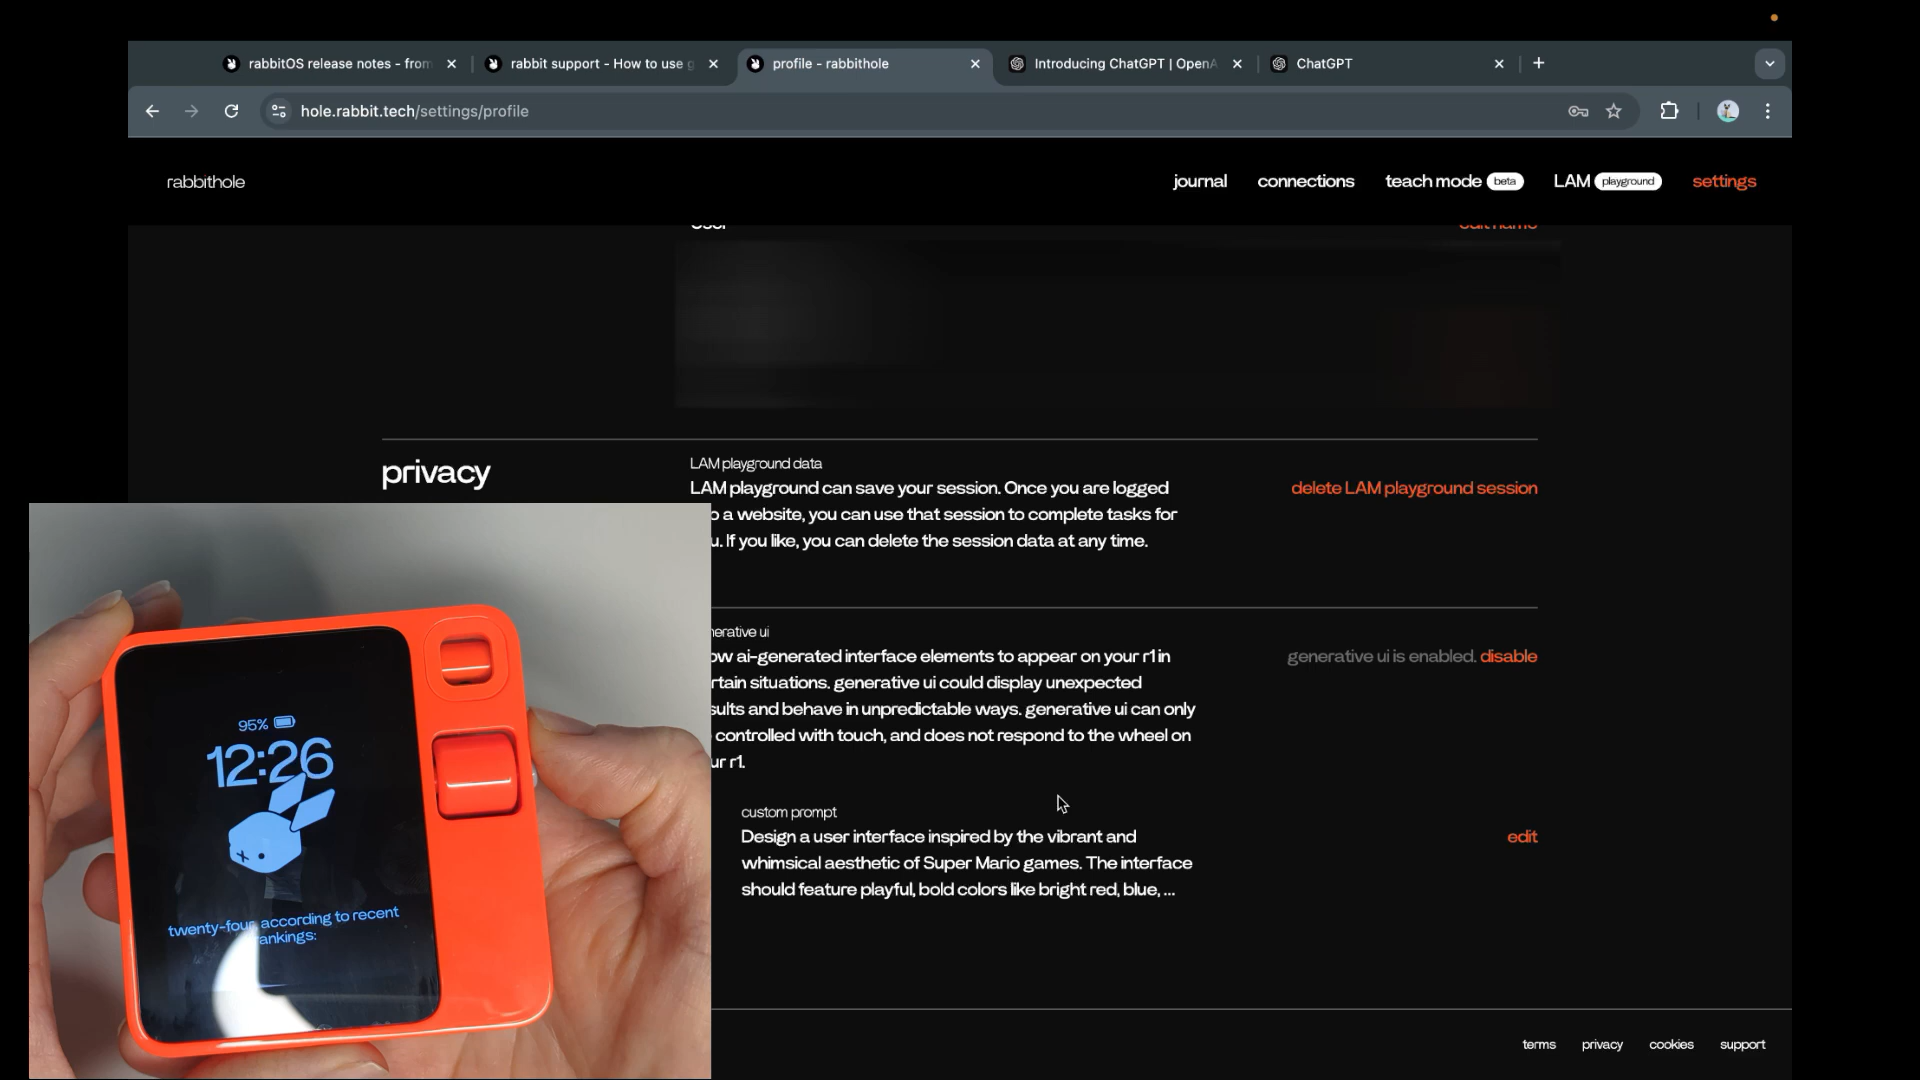 rabbitOS release notes - from
rabbit support - How to use g
profile - rabbithole
Introducing ChatGPT | OpenA
ChatGPT
hole.rabbit.tech/settings/profile
rabbithole
journal
connections
teach mode beta
LAM playground
settings
privacy
LAM playground data
LAM playground can save your session. Once you are logged
o a website, you can use that session to complete tasks for
u. If you like, you can delete the session data at any time.
delete LAM playground session
nerative ui
ow ai-generated interface elements to appear on your r1 in
rtain situations. generative ui could display unexpected
sults and behave in unpredictable ways. generative ui can only
controlled with touch, and does not respond to the wheel on
ur r1.
generative ui is enabled. disable
custom prompt
Design a user interface inspired by the vibrant and
whimsical aesthetic of Super Mario games. The interface
should feature playful, bold colors like bright red, blue, ...
edit
95%
12:26
twenty-four, according to recent
rankings:
terms
privacy
cookies
support